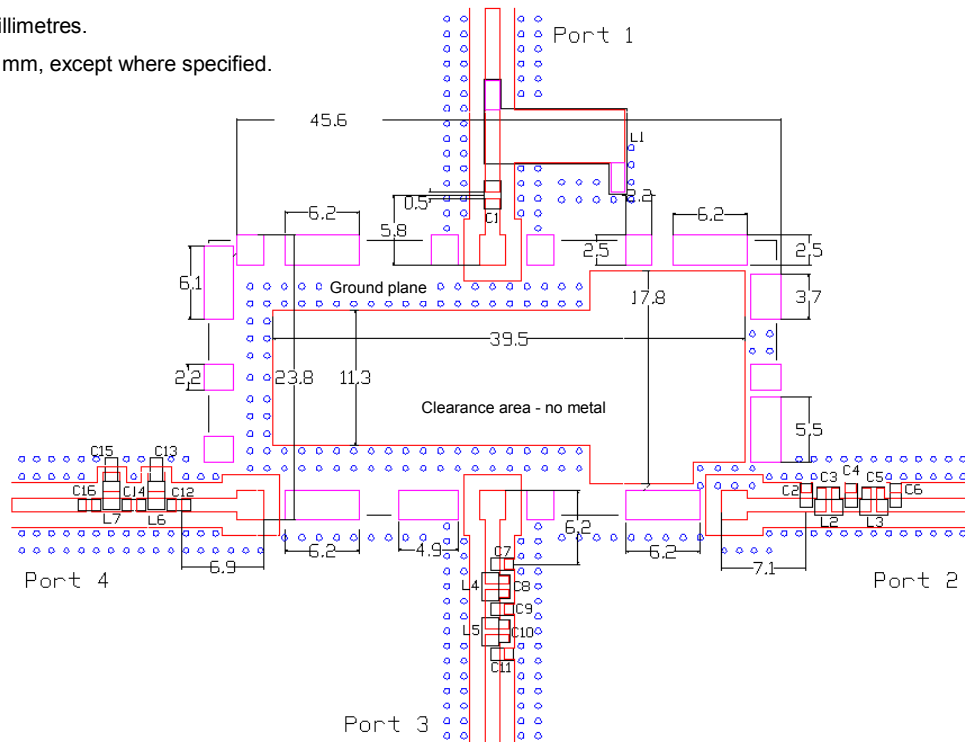 illimetres.
mm, except where specified.
Port 1
45.6
L1
0.5
C1
5.8
6.2
2.2
6.2
2.5
2.5
6.1
Ground plane
17.8
3.7
39.5
2.2
23.8
11.3
Clearance area - no metal
5.5
C15
C13
C16
C14
C12
L7
L6
C2
C3
C4
C5
C6
L2
L3
6.2
6.9
6.2
4.9
6.2
7.1
Port 4
Port 2
C7
L4
C8
C9
L5
C10
C11
Port 3